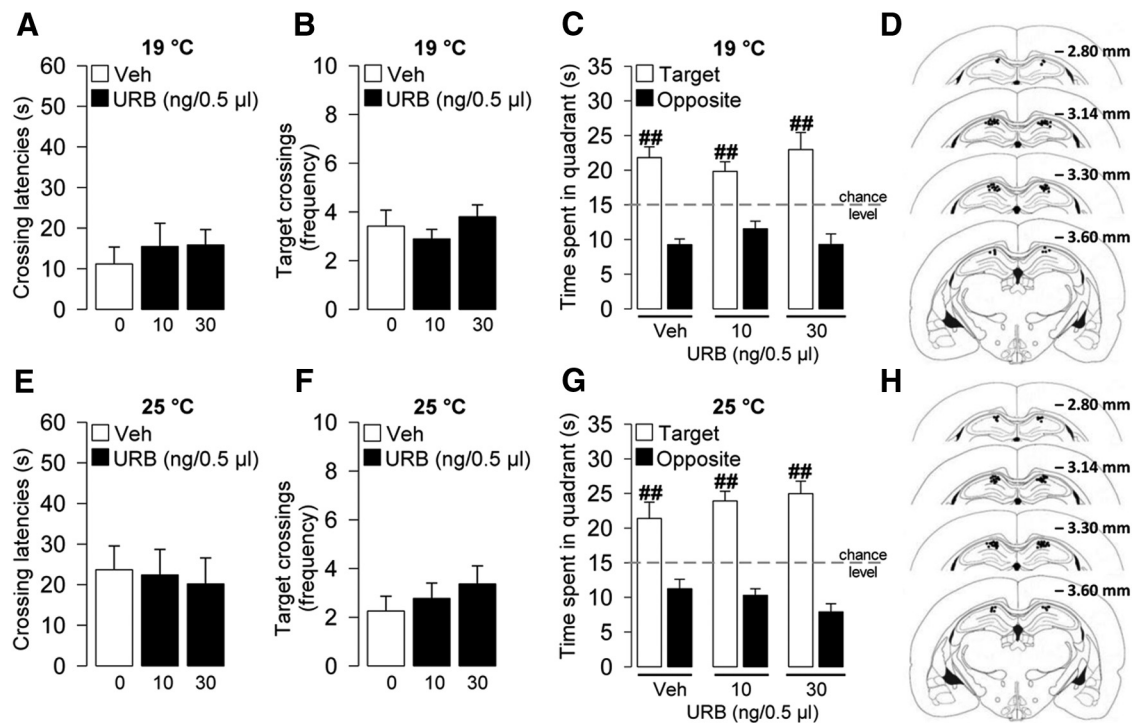 A
19 °C
60
50
40
30
20
10
0
Crossing latencies (s)
Veh
URB (ng/0.5 µl)
0 10 30
B
19 °C
10
8
6
4
2
0
Target crossings
(frequency)
Veh
URB (ng/0.5 µl)
0 10 30
C
19 °C
35
30
25
20
15
10
5
0
Time spent in quadrant (s)
Target
Opposite
## ## ##
chance
level
Veh 10 30
URB (ng/0.5 µl)
D
– 2.80 mm
– 3.14 mm
– 3.30 mm
– 3.60 mm
E
25 °C
60
50
40
30
20
10
0
Crossing latencies (s)
Veh
URB (ng/0.5 µl)
0 10 30
F
25 °C
10
8
6
4
2
0
Target crossings
(frequency)
Veh
URB (ng/0.5 µl)
0 10 30
G
25 °C
35
30
25
20
15
10
5
0
Time spent in quadrant (s)
Target
Opposite
## ## ##
chance
level
Veh 10 30
URB (ng/0.5 µl)
H
– 2.80 mm
– 3.14 mm
– 3.30 mm
– 3.60 mm